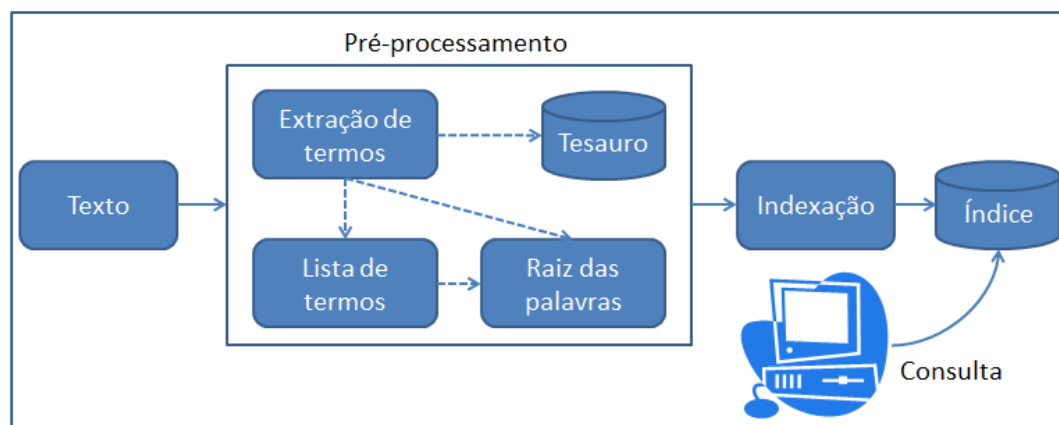 Pré-processamento
Extração de
termos
Tesauro
Texto
Indexação
Índice
Lista de
termos
Raiz das
palavras
Consulta